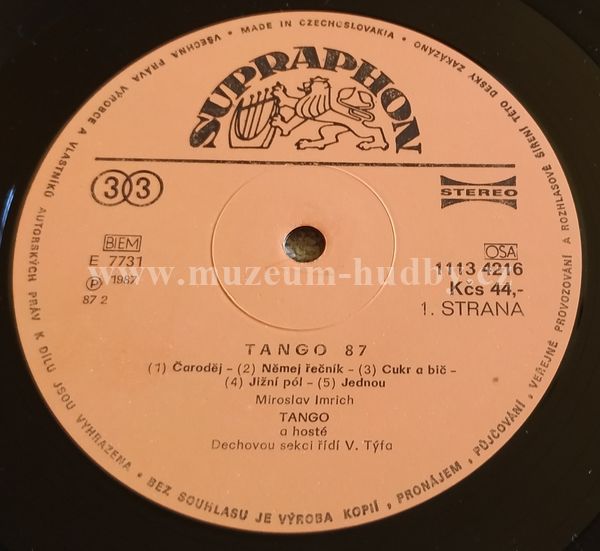 VŠECHNA PRÁVA VÝROBCE A VLASTNÍKŮ AUTORSKÝCH PRÁV K DÍLU JSOU VYHRAZENA • BEZ SOUHLASU JE VÝROBA KOPIÍ, PRONÁJEM, PŮJČOVÁNÍ, VEŘEJNÉ PROVOZOVÁNÍ A ROZHLASOVÉ ŠÍŘENÍ TÉTO DESKY ZAKÁZÁNO • MADE IN CZECHOSLOVAKIA •
SUPRAPHON
33
STEREO
BIEM
OSA
E 7731
1113 4216
www.muzeum-hudby.cz
Ⓟ 1987
Kčs 44,-
87 2
1. STRANA
TANGO 87
(1) Čaroděj – (2) Němej řečník – (3) Cukr a bič –
(4) Jižní pól – (5) Jednou
Miroslav Imrich
TANGO
a hosté
Dechovou sekci řídí V. Týfa